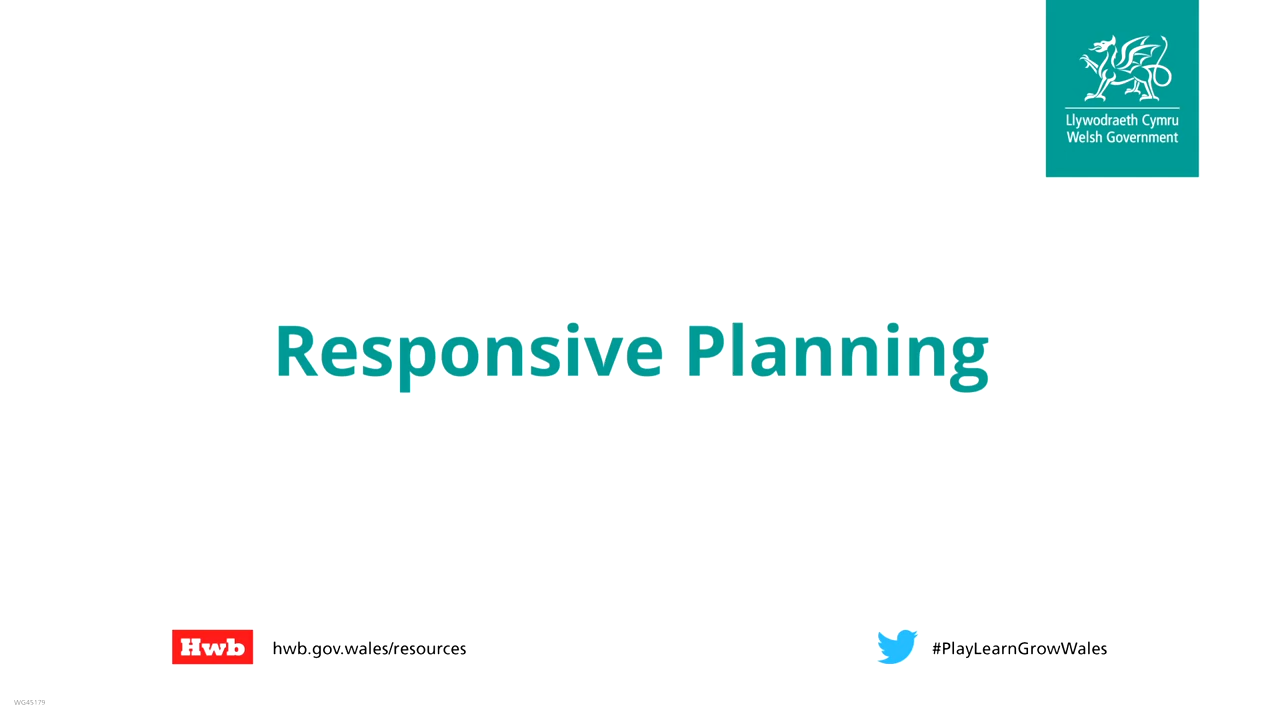 Llywodraeth Cymru
Welsh Government
Responsive Planning
Hwb
hwb.gov.wales/resources
#PlayLearnGrowWales
WG45179